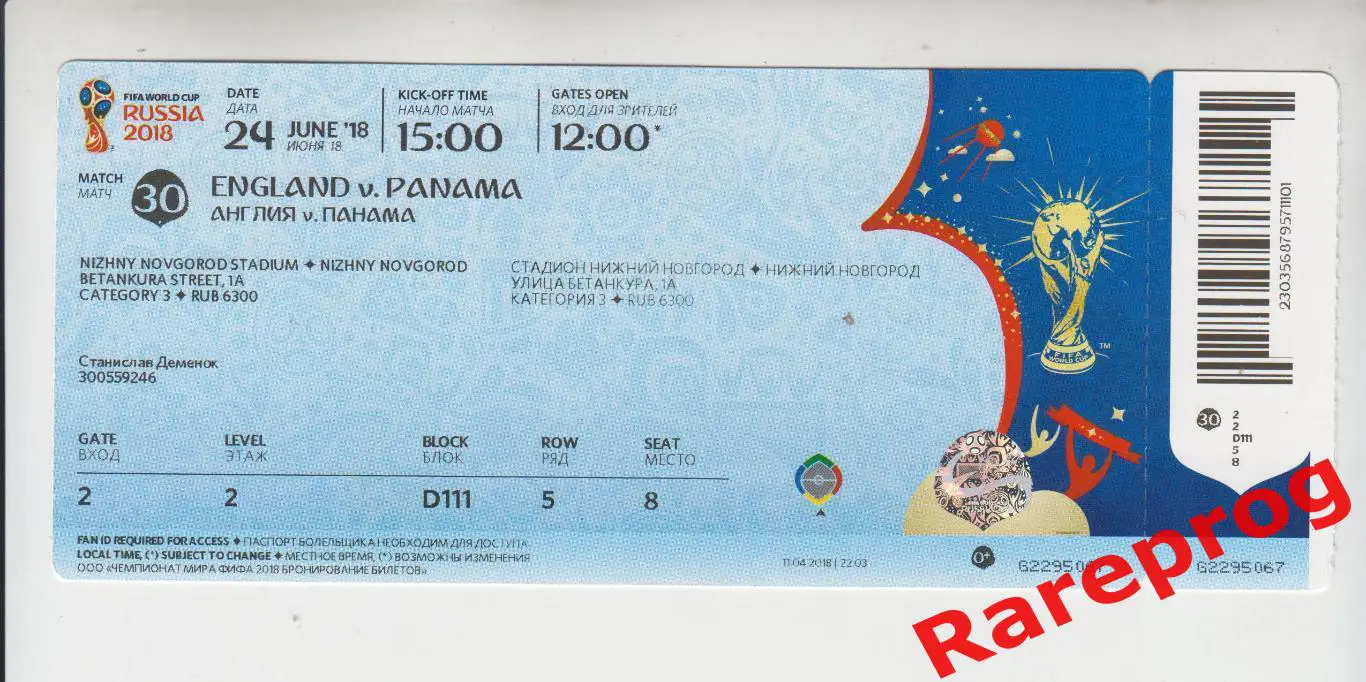 FIFA WORLD CUP
RUSSIA
2018
DATE
ДАТА
24 JUNE '18
ИЮНЯ 18
KICK-OFF TIME
НАЧАЛО МАТЧА
15:00
GATES OPEN
ВХОД ДЛЯ ЗРИТЕЛЕЙ
12:00*
MATCH
МАТЧ
30
ENGLAND v. PANAMA
АНГЛИЯ v. ПАНАМА
NIZHNY NOVGOROD STADIUM ✦ NIZHNY NOVGOROD
BETANKURA STREET, 1A
CATEGORY 3 ✦ RUB 6300
СТАДИОН НИЖНИЙ НОВГОРОД ✦ НИЖНИЙ НОВГОРОД
УЛИЦА БЕТАНКУРА, 1А
КАТЕГОРИЯ 3 ✦ RUB 6300
Станислав Деменок
300559246
GATE LEVEL BLOCK ROW SEAT
ВХОД ЭТАЖ БЛОК РЯД МЕСТО
2 2 D111 5 8
FAN ID REQUIRED FOR ACCESS ✦ ПАСПОРТ БОЛЕЛЬЩИКА НЕОБХОДИМ ДЛЯ ДОСТУПА
LOCAL TIME, (*) SUBJECT TO CHANGE ✦ МЕСТНОЕ ВРЕМЯ, (*) ВОЗМОЖНЫ ИЗМЕНЕНИЯ
ООО «ЧЕМПИОНАТ МИРА ФИФА 2018 БРОНИРОВАНИЕ БИЛЕТОВ»
11.04 2018 | 22:03
0+
G2295067
FIFA
WORLD CUP
TM
230356879571101
30
2
2
D111
5
8
G2295067
Rareprog